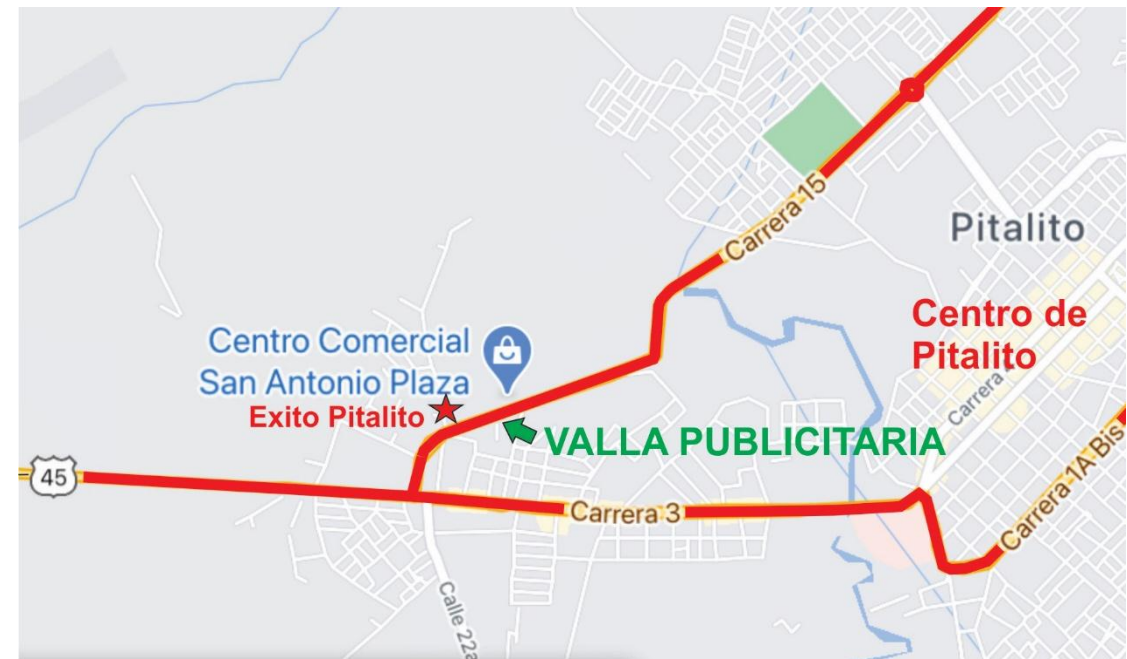 Carrera 15
Pitalito
Centro de
Pitalito
Centro Comercial
San Antonio Plaza
Exito Pitalito
VALLA PUBLICITARIA
Carrera
45
Carrera 3
Carrera 1A Bis
Calle 22a